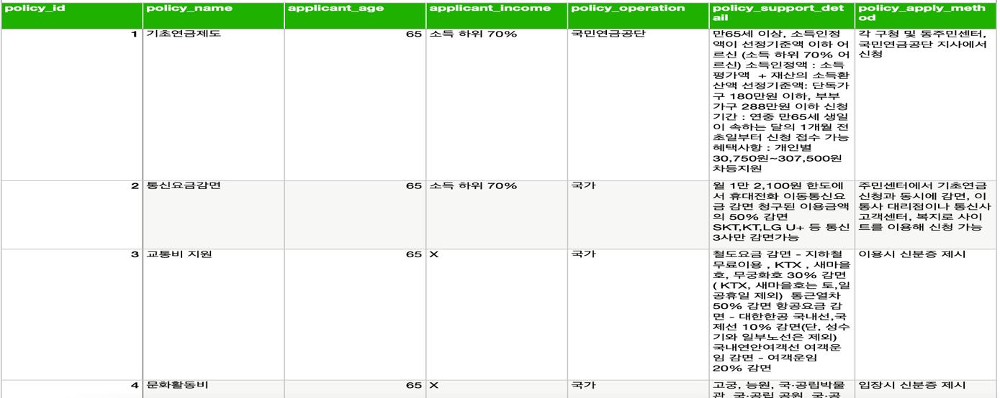 policy_id policy_name applicant_age applicant_income policy_operation policy_support_det
ail policy_apply_meth
od
1 기초연금제도 65 소득 하위 70% 국민연금공단
만65세 이상, 소득인정
액이 선정기준액 이하 어
르신 (소득 하위 70% 어
르신) 소득인정액 : 소득
평가액 + 재산의 소득환
산액 선정기준액: 단독가
구 180만원 이하, 부부
가구 288만원 이하 신청
기간 : 연중 만65세 생일
이 속하는 달의 1개월 전
초일부터 신청 접수 가능
혜택사항 : 개인별
30,750원~307,500원
차등지원
각 구청 및 동주민센터,
국민연금공단 지사에서
신청
2 통신요금감면 65 소득 하위 70% 국가
월 1만 2,100원 한도에
서 휴대전화 이동통신요
금 감면 청구된 이용금액
의 50% 감면
SKT,KT,LG U+ 등 통신
3사만 감면가능
주민센터에서 기초연금
신청과 동시에 감면, 이
통사 대리점이나 통신사
고객센터, 복지로 사이
트를 이용해 신청 가능
3 교통비 지원 65 X 국가
철도요금 감면 - 지하철
무료이용 , KTX , 새마을
호, 무궁화호 30% 감면
( KTX, 새마을호는 토,일
공휴일 제외) 통근열차
50% 감면 항공요금 감
면 - 대한한공 국내선,국
제선 10% 감면(단, 성수
기와 일부노선은 제외)
국내연안여객선 여객운
임 감면 - 여객운임
20% 감면
이용시 신분증 제시
4 문화활동비 65 X 국가
고궁, 능원, 국·공립박물
관, 국·공립 공원, 국·공
입장시 신분증 제시